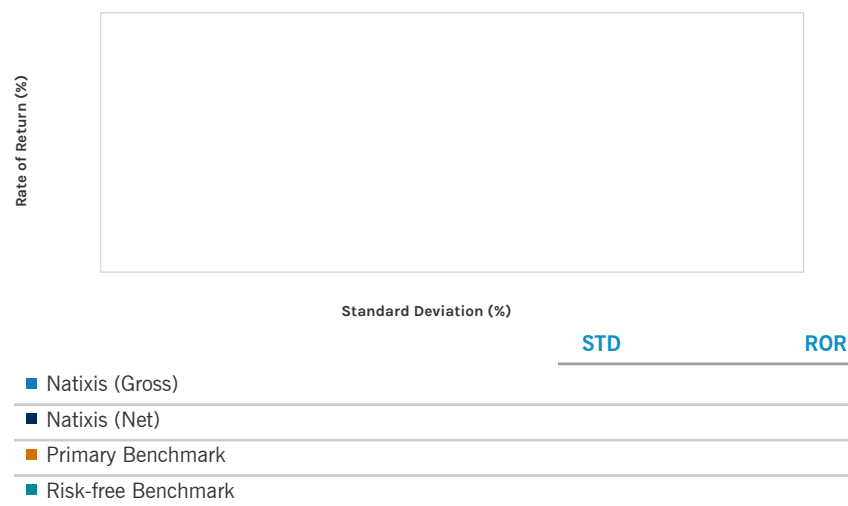 Rate of Return (%)
Standard Deviation (%)
STD ROR
Natixis (Gross)
Natixis (Net)
Primary Benchmark
Risk-free Benchmark